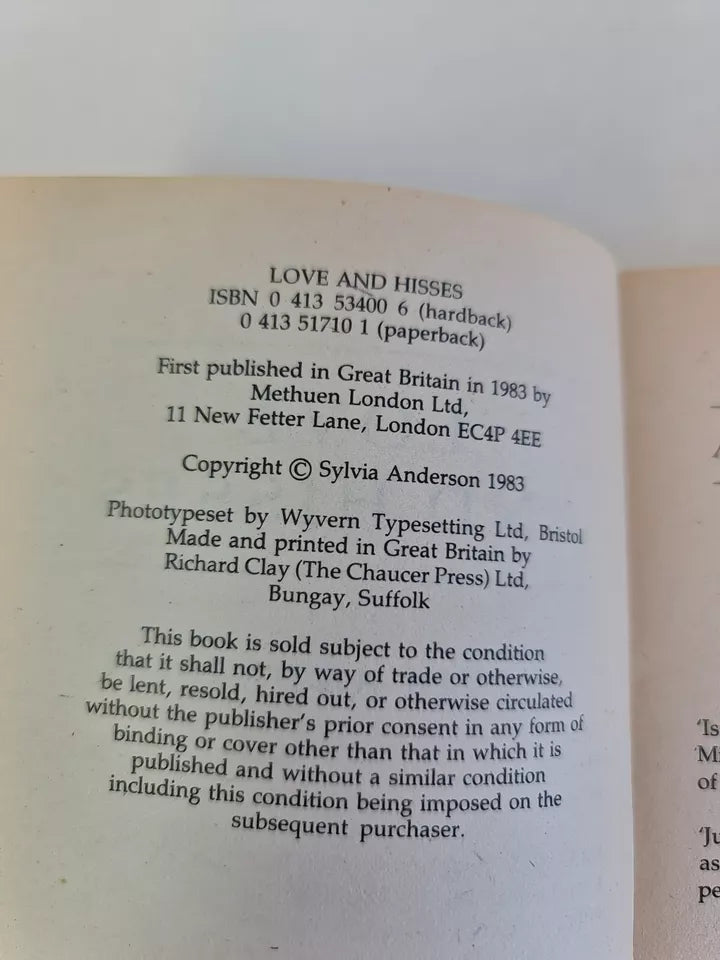 LOVE AND HISSES
ISBN 0 413 53400 6 (hardback)
0 413 51710 1 (paperback)
First published in Great Britain in 1983 by
Methuen London Ltd,
11 New Fetter Lane, London EC4P 4EE
Copyright © Sylvia Anderson 1983
Phototypeset by Wyvern Typesetting Ltd, Bristol
Made and printed in Great Britain by
Richard Clay (The Chaucer Press) Ltd,
Bungay, Suffolk
This book is sold subject to the condition
that it shall not, by way of trade or otherwise,
be lent, resold, hired out, or otherwise circulated
without the publisher's prior consent in any form of
binding or cover other than that in which it is
published and without a similar condition
including this condition being imposed on the
subsequent purchaser.
'Is
of
as